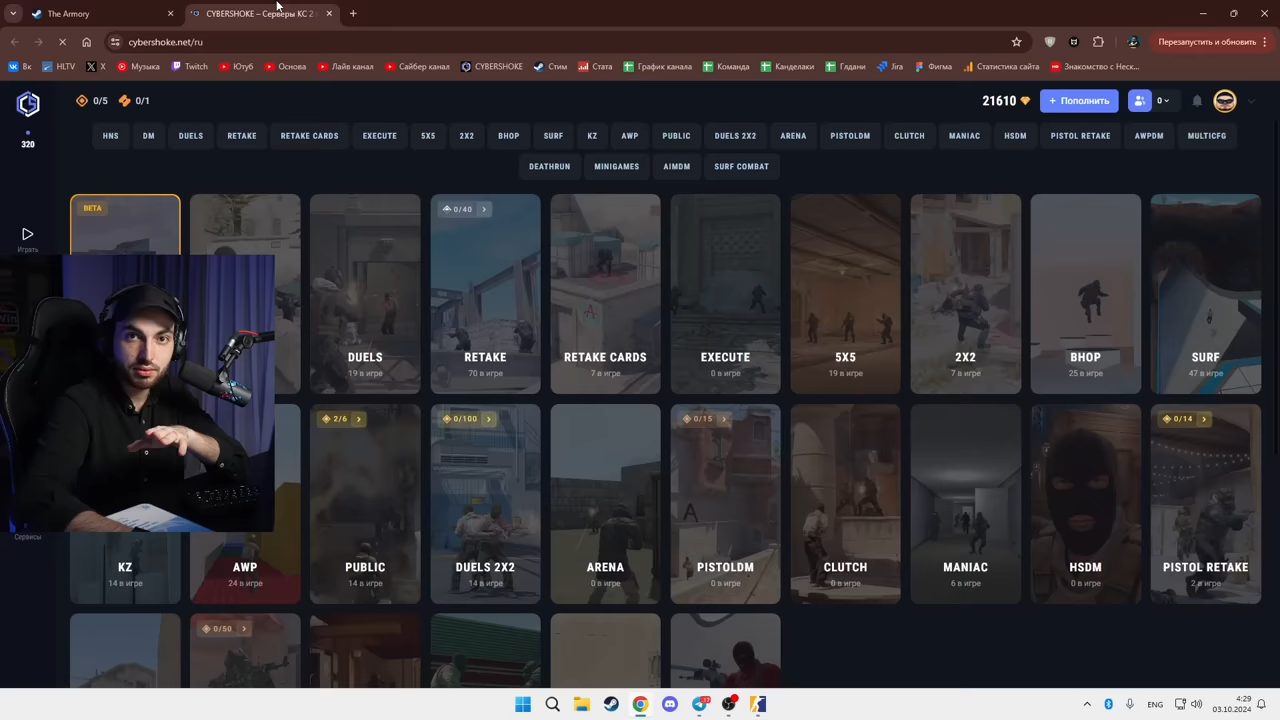 The Armory
CYBERSHOKE – Серверы КС 2
cybershoke.net/ru
Перезапустить и обновить
Вк
HLTV
X
Музыка
Twitch
Ютуб
Основа
Лайв канал
Сайбер канал
CYBERSHOKE
Стим
Стата
График канала
Команда
Канделаки
Гддани
Jira
Фигма
Статистика сайта
Знакомство с Неск...
0/5
0/1
21610
+ Пополнить
0
320
HNS
DM
DUELS
RETAKE
RETAKE CARDS
EXECUTE
5X5
2X2
BHOP
SURF
KZ
AWP
PUBLIC
DUELS 2X2
ARENA
PISTOLDM
CLUTCH
MANIAC
HSDM
PISTOL RETAKE
AWPDM
MULTICFG
DEATHRUN
MINIGAMES
AIMDM
SURF COMBAT
BETA
0/40
Играть
DUELS
19 в игре
RETAKE
70 в игре
RETAKE CARDS
7 в игре
EXECUTE
0 в игре
5X5
19 в игре
2X2
7 в игре
BHOP
25 в игре
SURF
47 в игре
2/6
0/100
0/15
0/14
Сервисы
KZ
14 в игре
AWP
24 в игре
PUBLIC
14 в игре
DUELS 2X2
14 в игре
ARENA
0 в игре
PISTOLDM
0 в игре
CLUTCH
0 в игре
MANIAC
6 в игре
HSDM
0 в игре
PISTOL RETAKE
2 в игре
0/50
17
ENG
4:29
03.10.2024